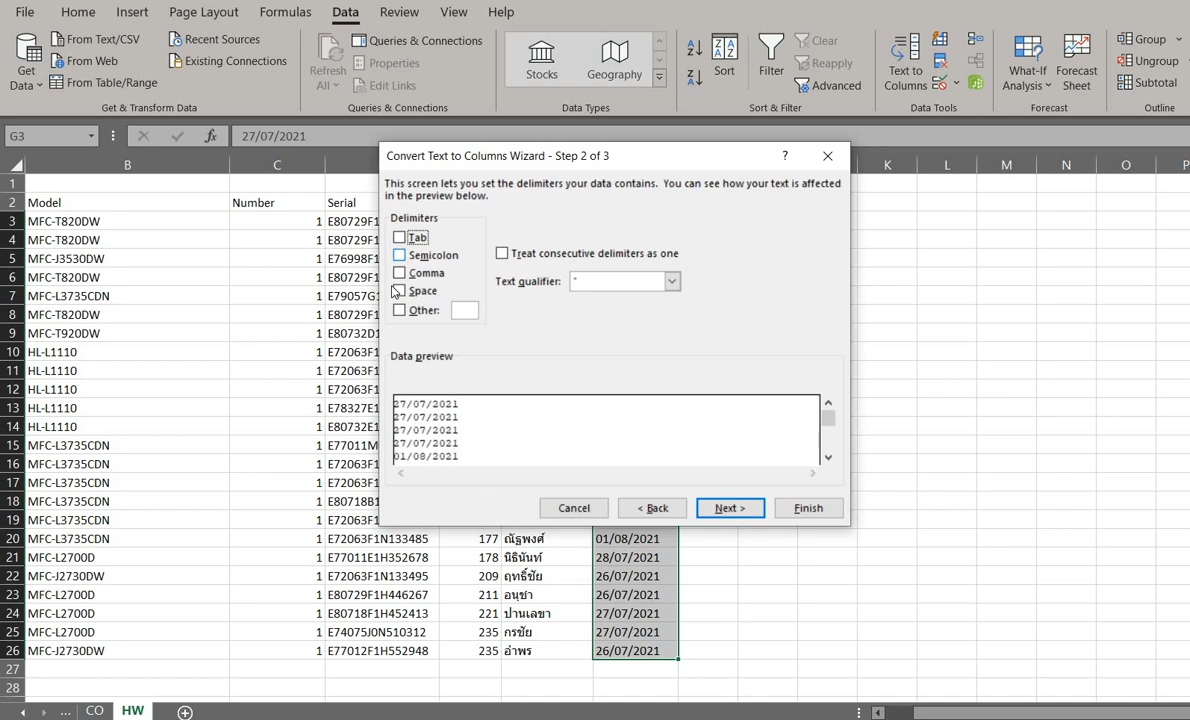 File Home Insert Page Layout Formulas Data Review View Help
From Text/CSV Recent Sources Queries & Connections Clear Group
From Web Existing Connections Properties Reapply Ungroup
Get Data From Table/Range Refresh All Edit Links Stocks Geography Sort Filter Advanced Text to Columns What-If Analysis Forecast Sheet Subtotal
Get & Transform Data Queries & Connections Data Types Sort & Filter Data Tools Forecast Outline
G3 fx 27/07/2021
B C K L M N O P
Convert Text to Columns Wizard - Step 2 of 3 ?
This screen lets you set the delimiters your data contains. You can see how your text is affected
in the preview below.
Delimiters
Tab
Semicolon Treat consecutive delimiters as one
Comma
Space Text qualifier: "
Other:
Data preview
27/07/2021
27/07/2021
27/07/2021
27/07/2021
01/08/2021
Cancel < Back Next > Finish
1
2 Model Number Serial
3 MFC-T820DW 1 E80729F1
4 MFC-T820DW 1 E80729F1
5 MFC-J3530DW 1 E76998F1
6 MFC-T820DW 1 E80729F1
7 MFC-L3735CDN 1 E79057G1
8 MFC-T820DW 1 E80729F1
9 MFC-T920DW 1 E80732D1
10 HL-L1110 1 E72063F1
11 HL-L1110 1 E72063F1
12 HL-L1110 1 E72063F1
13 HL-L1110 1 E78327E1
14 HL-L1110 1 E80732E1
15 MFC-L3735CDN 1 E77011M
16 MFC-L3735CDN 1 E72063F1
17 MFC-L3735CDN 1 E72063F1
18 MFC-L3735CDN 1 E80718B1
19 MFC-L3735CDN 1 E72063F1
20 MFC-L3735CDN 1 E72063F1N133485 177 ณัฐพงศ์ 01/08/2021
21 MFC-L2700D 1 E77011E1H352678 178 นิธินันท์ 28/07/2021
22 MFC-J2730DW 1 E72063F1N133495 209 ฤทธิ์ชัย 26/07/2021
23 MFC-L2700D 1 E80729F1H446267 211 อนุชา 26/07/2021
24 MFC-L2700D 1 E80718F1H452413 221 ปานเลขา 27/07/2021
25 MFC-L2700D 1 E74075J0N510312 235 กรชัย 27/07/2021
26 MFC-J2730DW 1 E77012F1H552948 235 อำพร 26/07/2021
27
28
... CO HW